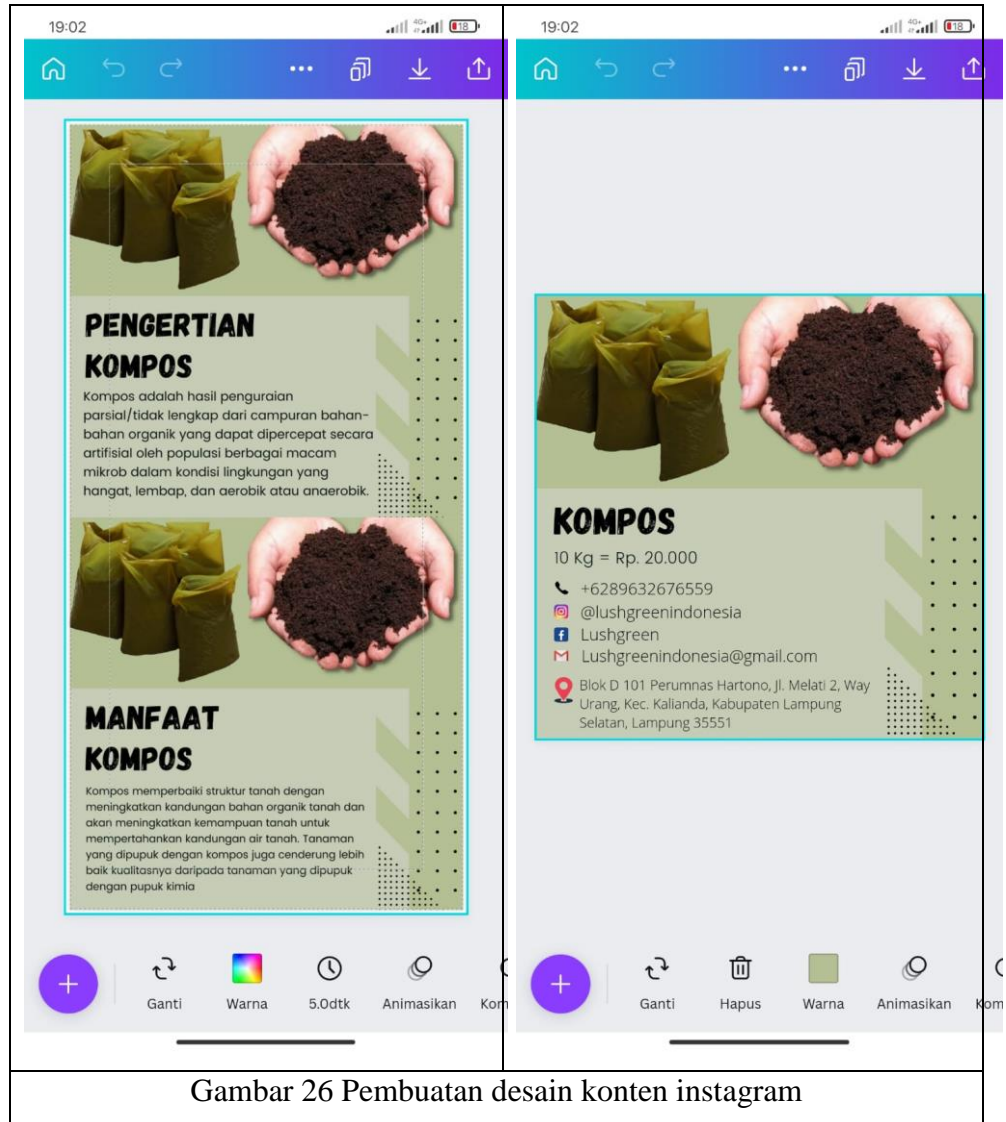 19:02
4G+
18
PENGERTIAN
KOMPOS
Kompos adalah hasil penguraian
parsial/tidak lengkap dari campuran bahan-
bahan organik yang dapat dipercepat secara
artifisial oleh populasi berbagai macam
mikrob dalam kondisi lingkungan yang
hangat, lembap, dan aerobik atau anaerobik.
MANFAAT
KOMPOS
Kompos memperbaiki struktur tanah dengan
meningkatkan kandungan bahan organik tanah dan
akan meningkatkan kemampuan tanah untuk
mempertahankan kandungan air tanah. Tanaman
yang dipupuk dengan kompos juga cenderung lebih
baik kualitasnya daripada tanaman yang dipupuk
dengan pupuk kimia
Ganti
Warna
5.0dtk
Animasikan
Kom
19:02
4G+
18
KOMPOS
10 Kg = Rp. 20.000
+6289632676559
@lushgreenindonesia
Lushgreen
Lushgreenindonesia@gmail.com
Blok D 101 Perumnas Hartono, Jl. Melati 2, Way
Urang, Kec. Kalianda, Kabupaten Lampung
Selatan, Lampung 35551
Ganti
Hapus
Warna
Animasikan
Kom
Gambar 26 Pembuatan desain konten instagram